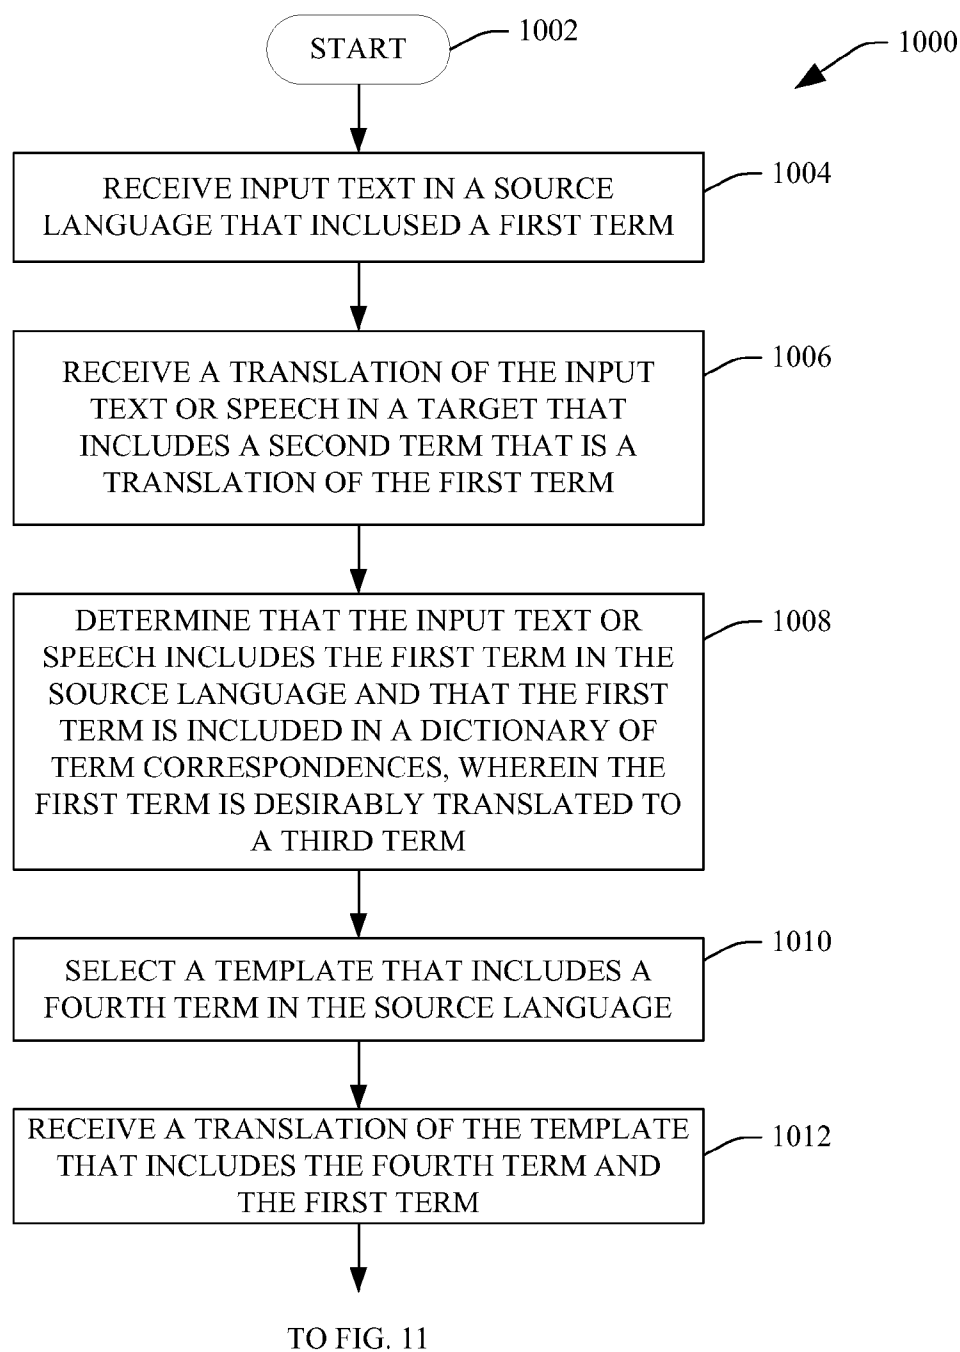 START
1002
1000
RECEIVE INPUT TEXT IN A SOURCE
LANGUAGE THAT INCLUSED A FIRST TERM
1004
RECEIVE A TRANSLATION OF THE INPUT
TEXT OR SPEECH IN A TARGET THAT
INCLUDES A SECOND TERM THAT IS A
TRANSLATION OF THE FIRST TERM
1006
DETERMINE THAT THE INPUT TEXT OR
SPEECH INCLUDES THE FIRST TERM IN THE
SOURCE LANGUAGE AND THAT THE FIRST
TERM IS INCLUDED IN A DICTIONARY OF
TERM CORRESPONDENCES, WHEREIN THE
FIRST TERM IS DESIRABLY TRANSLATED TO
A THIRD TERM
1008
SELECT A TEMPLATE THAT INCLUDES A
FOURTH TERM IN THE SOURCE LANGUAGE
1010
RECEIVE A TRANSLATION OF THE TEMPLATE
THAT INCLUDES THE FOURTH TERM AND
THE FIRST TERM
1012
TO FIG. 11